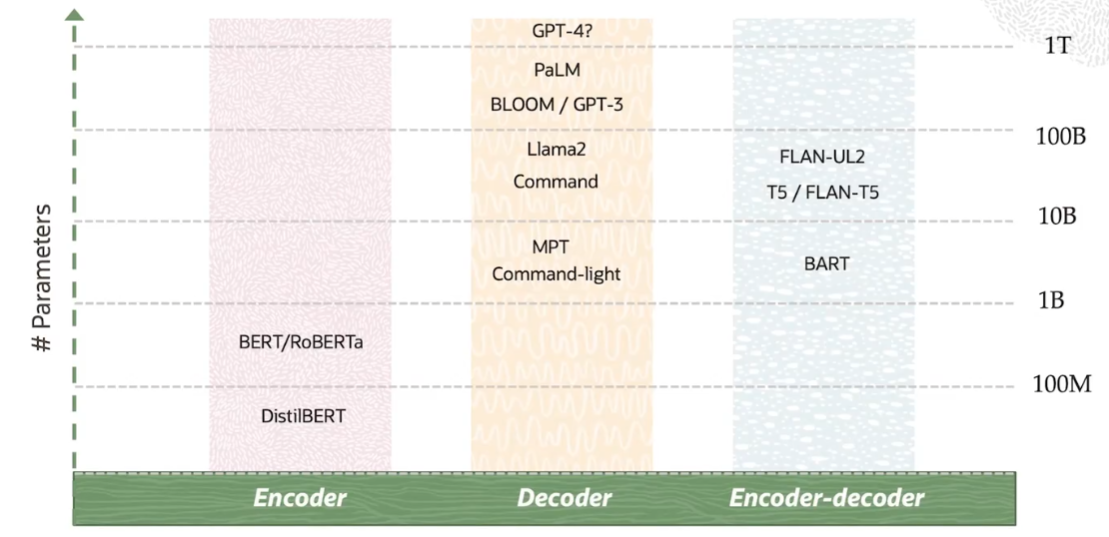 GPT-4?
1T
PaLM
BLOOM / GPT-3
100B
Llama2
FLAN-UL2
Command
T5 / FLAN-T5
10B
MPT
Command-light
BART
1B
# Parameters
BERT/RoBERTa
100M
DistilBERT
Encoder
Decoder
Encoder-decoder